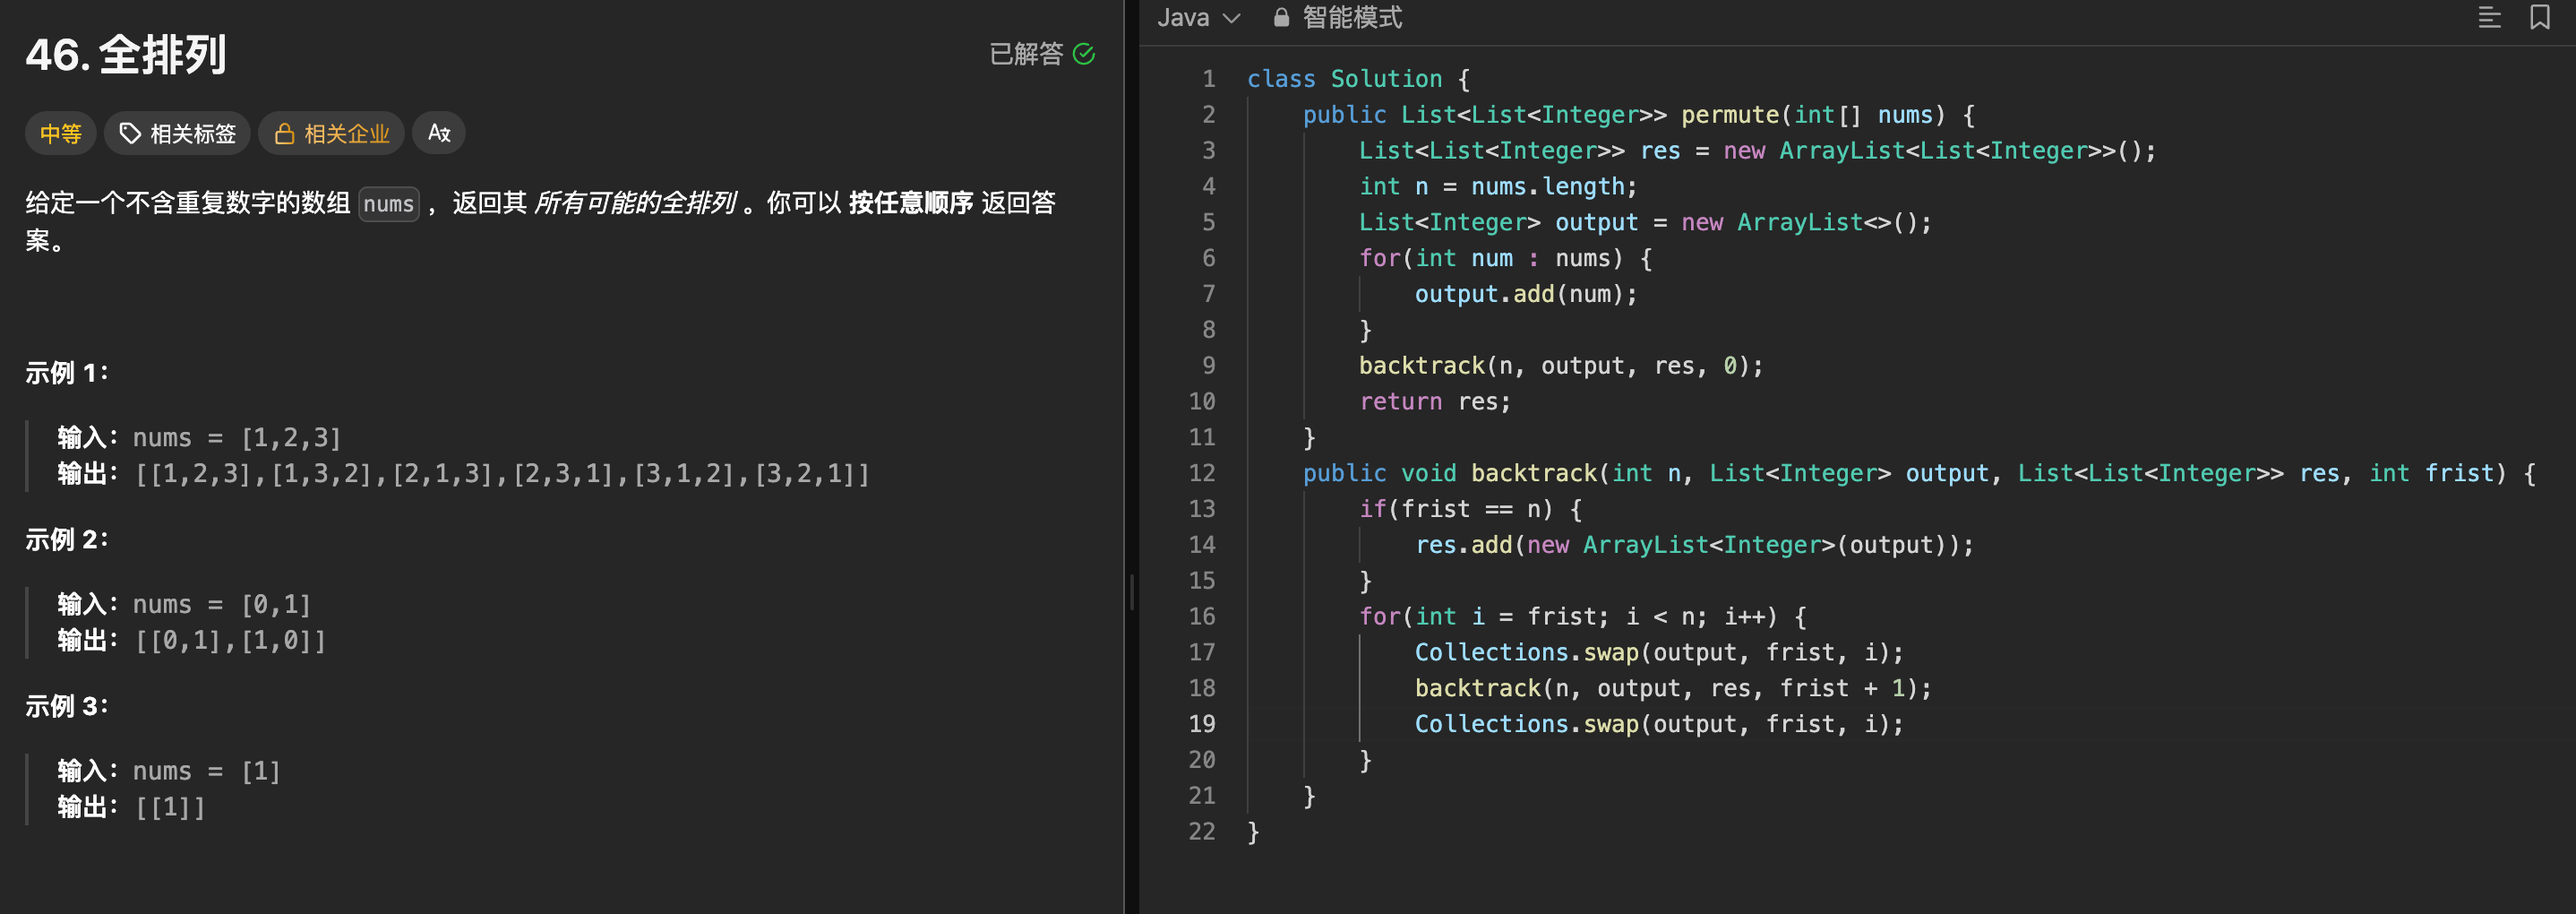 46. 全排列
已解答
中等
相关标签
相关企业
给定一个不含重复数字的数组 nums ，返回其 所有可能的全排列 。你可以 按任意顺序 返回答
案。
示例 1：
输入：nums = [1,2,3]
输出：[[1,2,3],[1,3,2],[2,1,3],[2,3,1],[3,1,2],[3,2,1]]
示例 2：
输入：nums = [0,1]
输出：[[0,1],[1,0]]
示例 3：
输入：nums = [1]
输出：[[1]]
Java 智能模式
1 class Solution {
2     public List<List<Integer>> permute(int[] nums) {
3         List<List<Integer>> res = new ArrayList<List<Integer>>();
4         int n = nums.length;
5         List<Integer> output = new ArrayList<>();
6         for(int num : nums) {
7             output.add(num);
8         }
9         backtrack(n, output, res, 0);
10         return res;
11     }
12     public void backtrack(int n, List<Integer> output, List<List<Integer>> res, int frist) {
13         if(frist == n) {
14             res.add(new ArrayList<Integer>(output));
15         }
16         for(int i = frist; i < n; i++) {
17             Collections.swap(output, frist, i);
18             backtrack(n, output, res, frist + 1);
19             Collections.swap(output, frist, i);
20         }
21     }
22 }